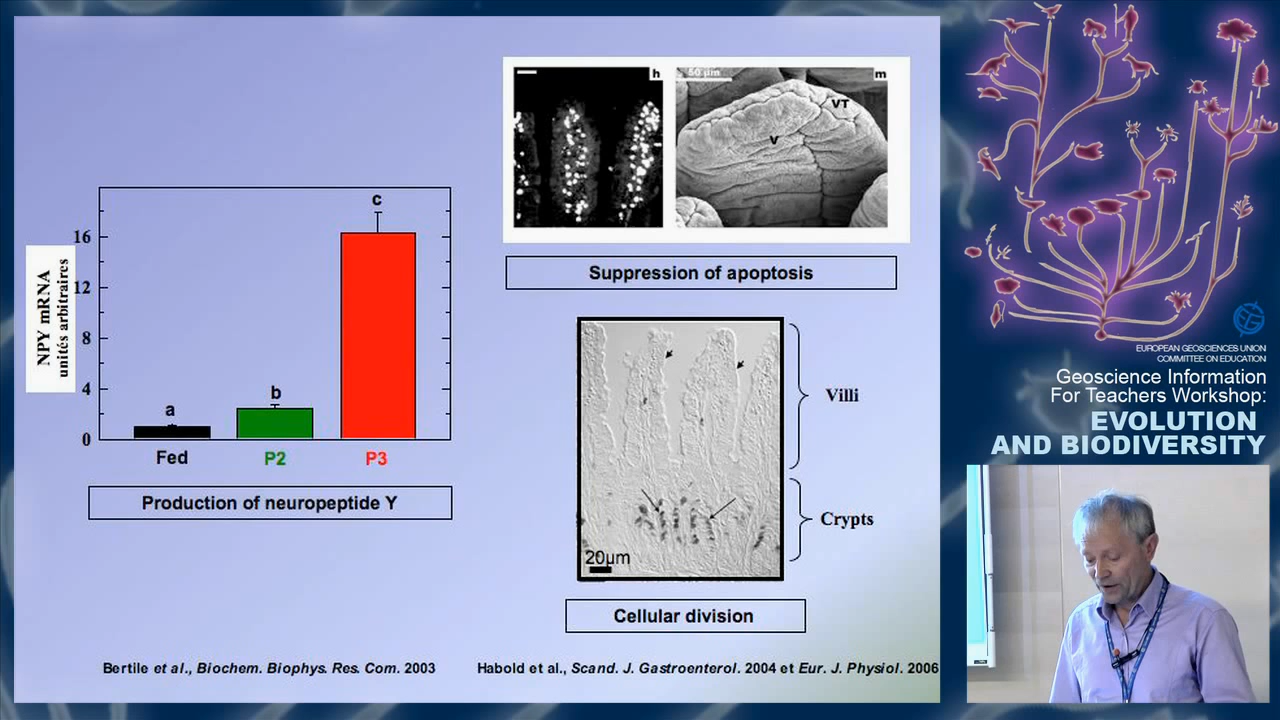 NPY mRNA
unités arbitraires
16
12
8
4
0
a
b
c
Fed
P2
P3
Production of neuropeptide Y
Bertile et al., Biochem. Biophys. Res. Com. 2003
h
50 µm
m
VT
V
Suppression of apoptosis
Villi
Crypts
20µm
Cellular division
Habold et al., Scand. J. Gastroenterol. 2004 et Eur. J. Physiol. 2006
EUROPEAN GEOSCIENCES UNION
COMMITTEE ON EDUCATION
Geoscience Information
For Teachers Workshop:
EVOLUTION
AND BIODIVERSITY